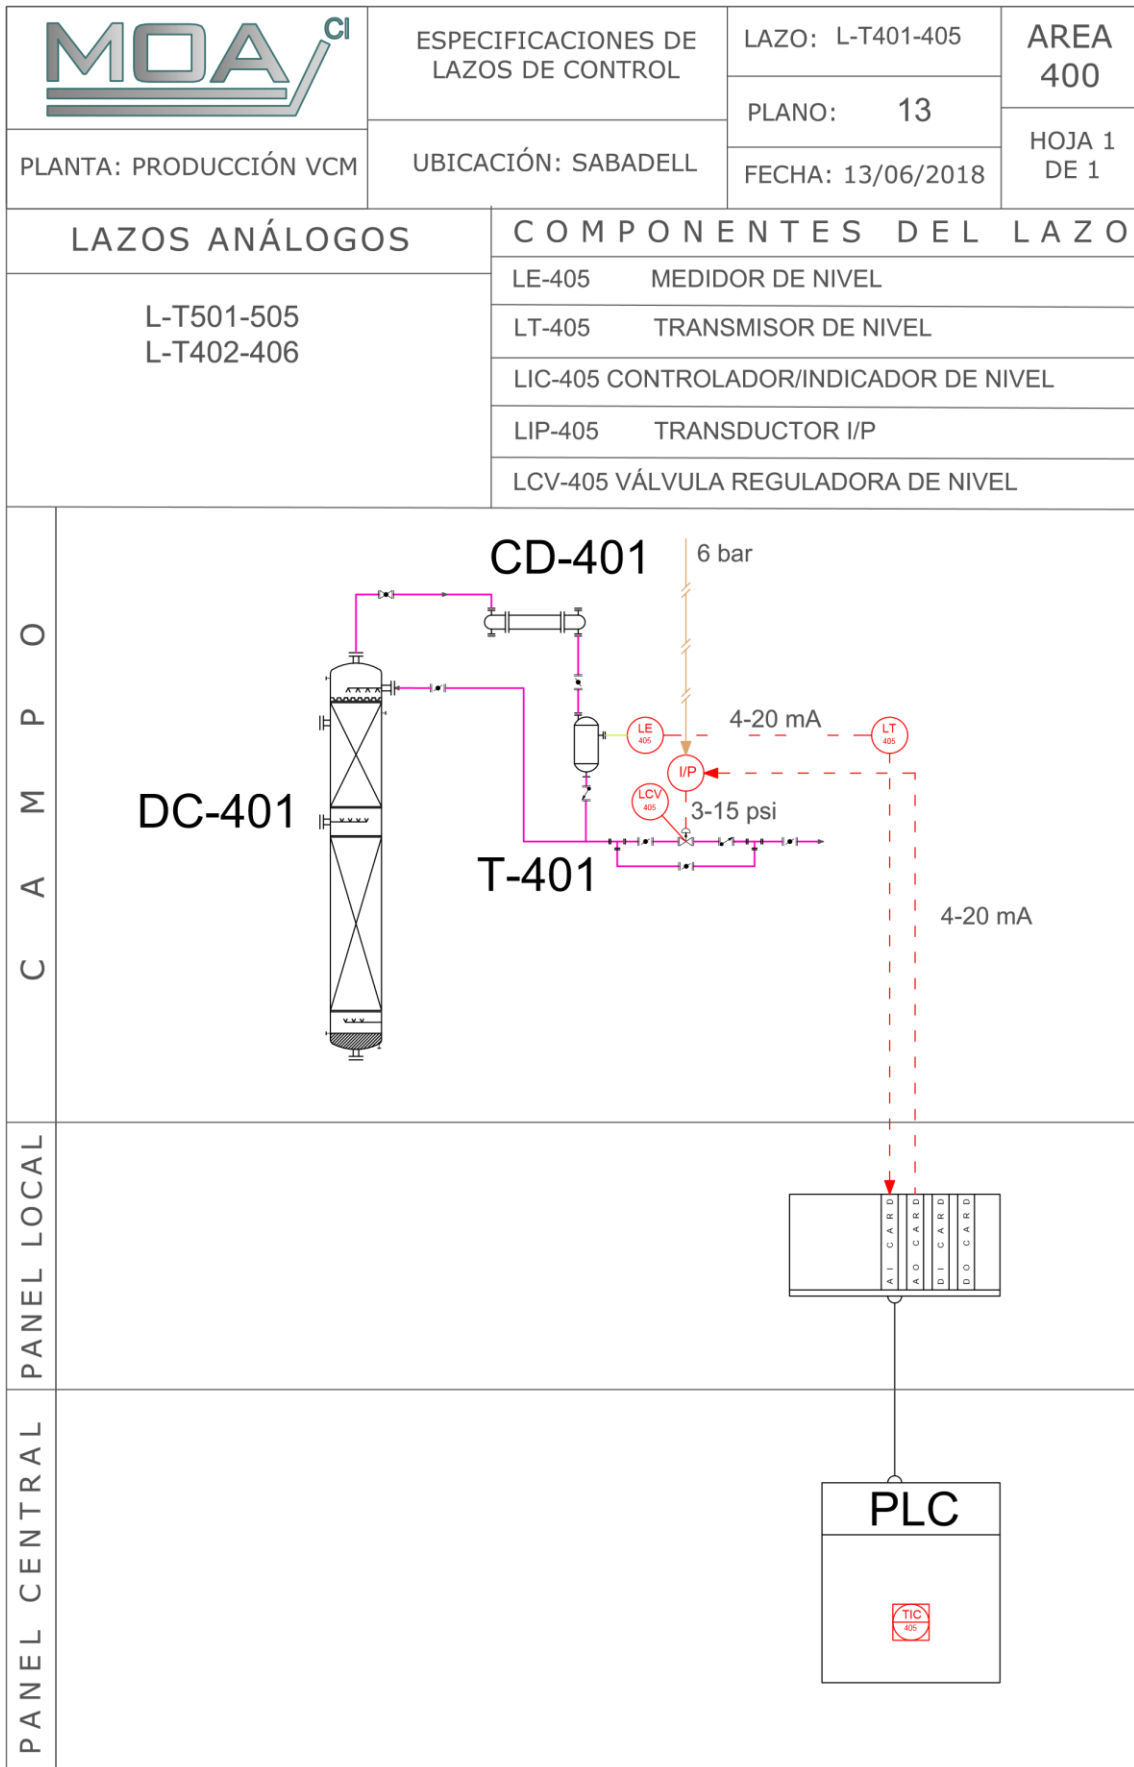 MOA CI
ESPECIFICACIONES DE
LAZOS DE CONTROL
LAZO: L-T401-405
AREA
400
PLANO: 13
PLANTA: PRODUCCIÓN VCM
UBICACIÓN: SABADELL
FECHA: 13/06/2018
HOJA 1
DE 1
LAZOS ANÁLOGOS
L-T501-505
L-T402-406
COMPONENTES DEL LAZO
LE-405 MEDIDOR DE NIVEL
LT-405 TRANSMISOR DE NIVEL
LIC-405 CONTROLADOR/INDICADOR DE NIVEL
LIP-405 TRANSDUCTOR I/P
LCV-405 VÁLVULA REGULADORA DE NIVEL
CAMPO
CD-401
6 bar
LE
405
4-20 mA
LT
405
I/P
LCV
405
3-15 psi
DC-401
T-401
4-20 mA
PANEL LOCAL
AI CARD
AO CARD
DI CARD
DO CARD
PANEL CENTRAL
PLC
TIC
405